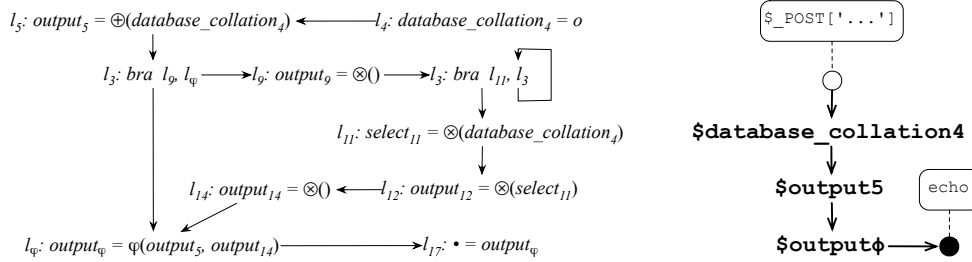 l5: output5 = ⊕(database_collation4)
l4: database_collation4 = o
l3: bra l9, lφ
l9: output9 = ⊗()
l3: bra l11, l3
l11: select11 = ⊗(database_collation4)
l14: output14 = ⊗()
l12: output12 = ⊗(select11)
lφ: outputφ = φ(output5, output14)
l17: • = outputφ
$_POST['...']
$database_collation4
$output5
echo
$outputϕ